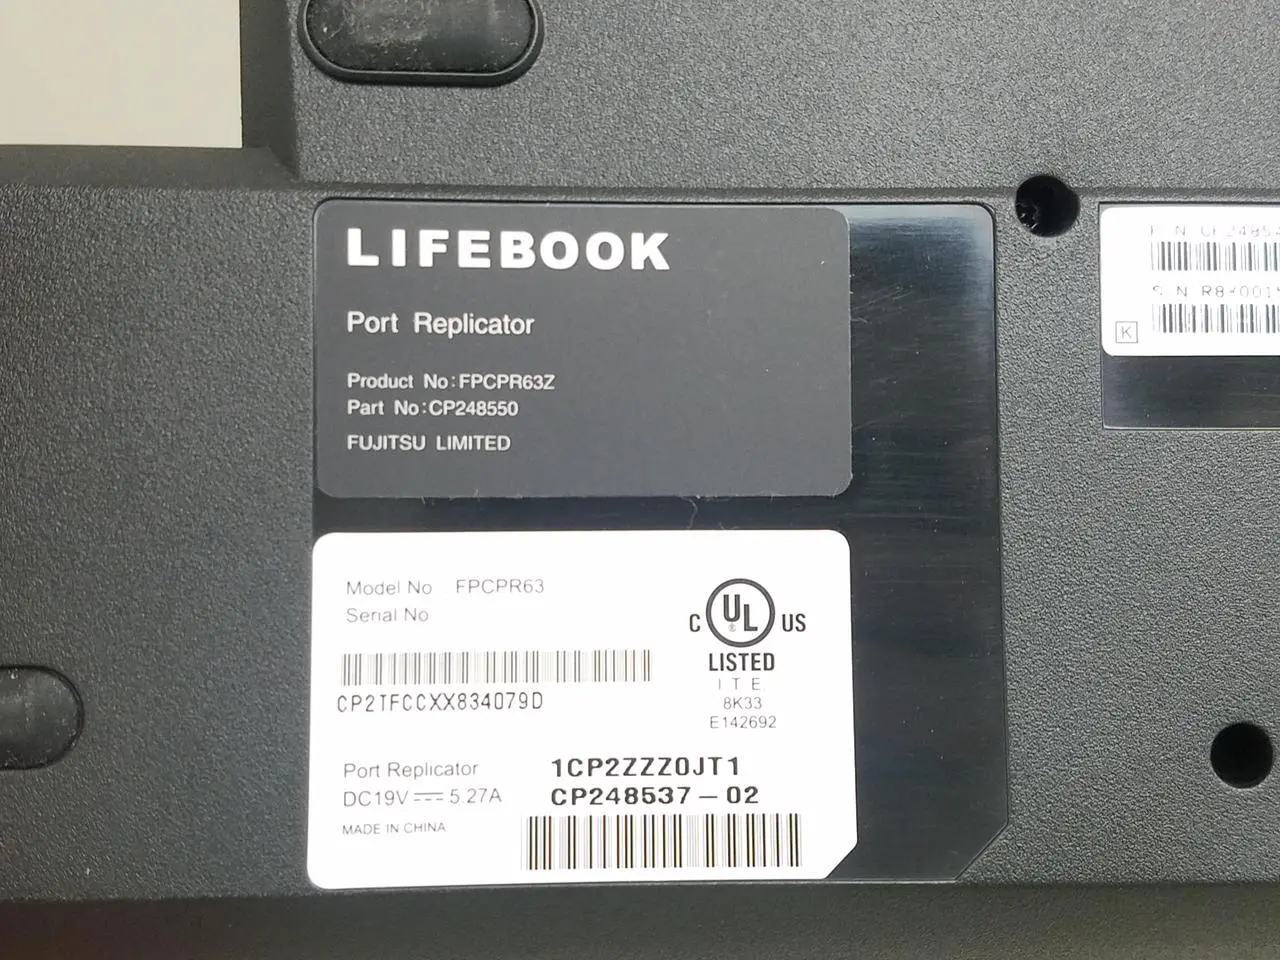 LIFEBOOK
Port Replicator
Product No:FPCPR63Z
Part No:CP248550
FUJITSU LIMITED
Model No FPCPR63
Serial No
CP2TFCCXX834079D
C UL US
LISTED
I T E
8K33
E142692
Port Replicator
DC19V 5.27A
MADE IN CHINA
1CP2ZZZ0JT1
CP248537-02
S N
K